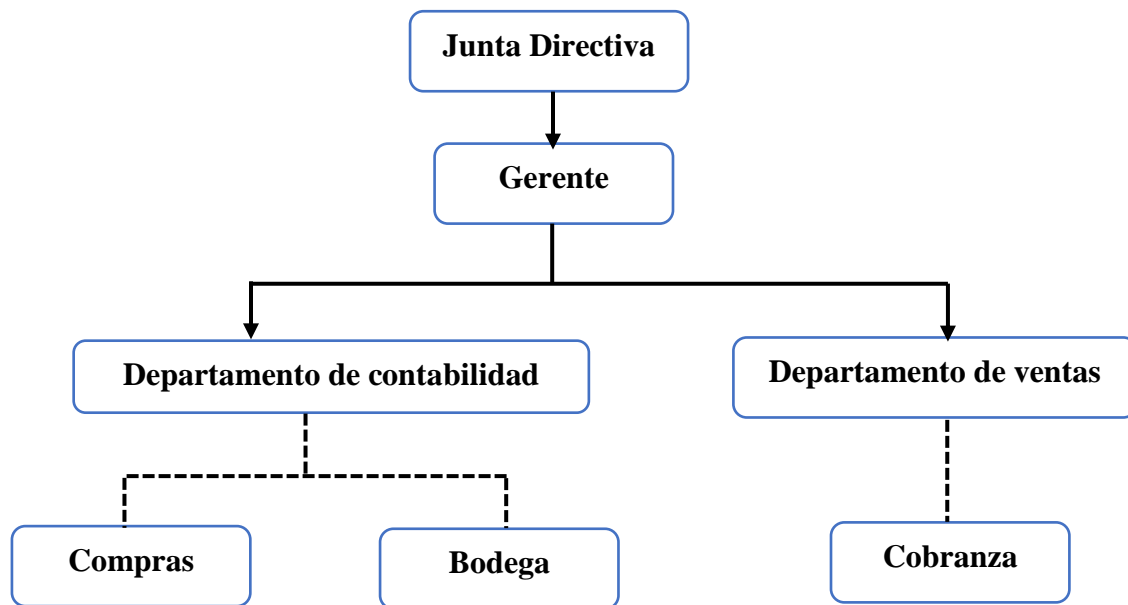 Junta Directiva
Gerente
Departamento de contabilidad
Departamento de ventas
Compras
Bodega
Cobranza